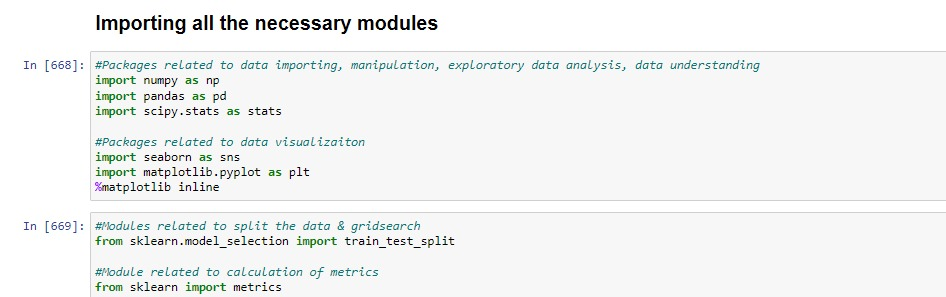 Importing all the necessary modules
In [668]: #Packages related to data importing, manipulation, exploratory data analysis, data understanding
import numpy as np
import pandas as pd
import scipy.stats as stats
#Packages related to data visualizaiton
import seaborn as sns
import matplotlib.pyplot as plt
%matplotlib inline
In [669]: #Modules related to split the data & gridsearch
from sklearn.model_selection import train_test_split
#Module related to calculation of metrics
from sklearn import metrics